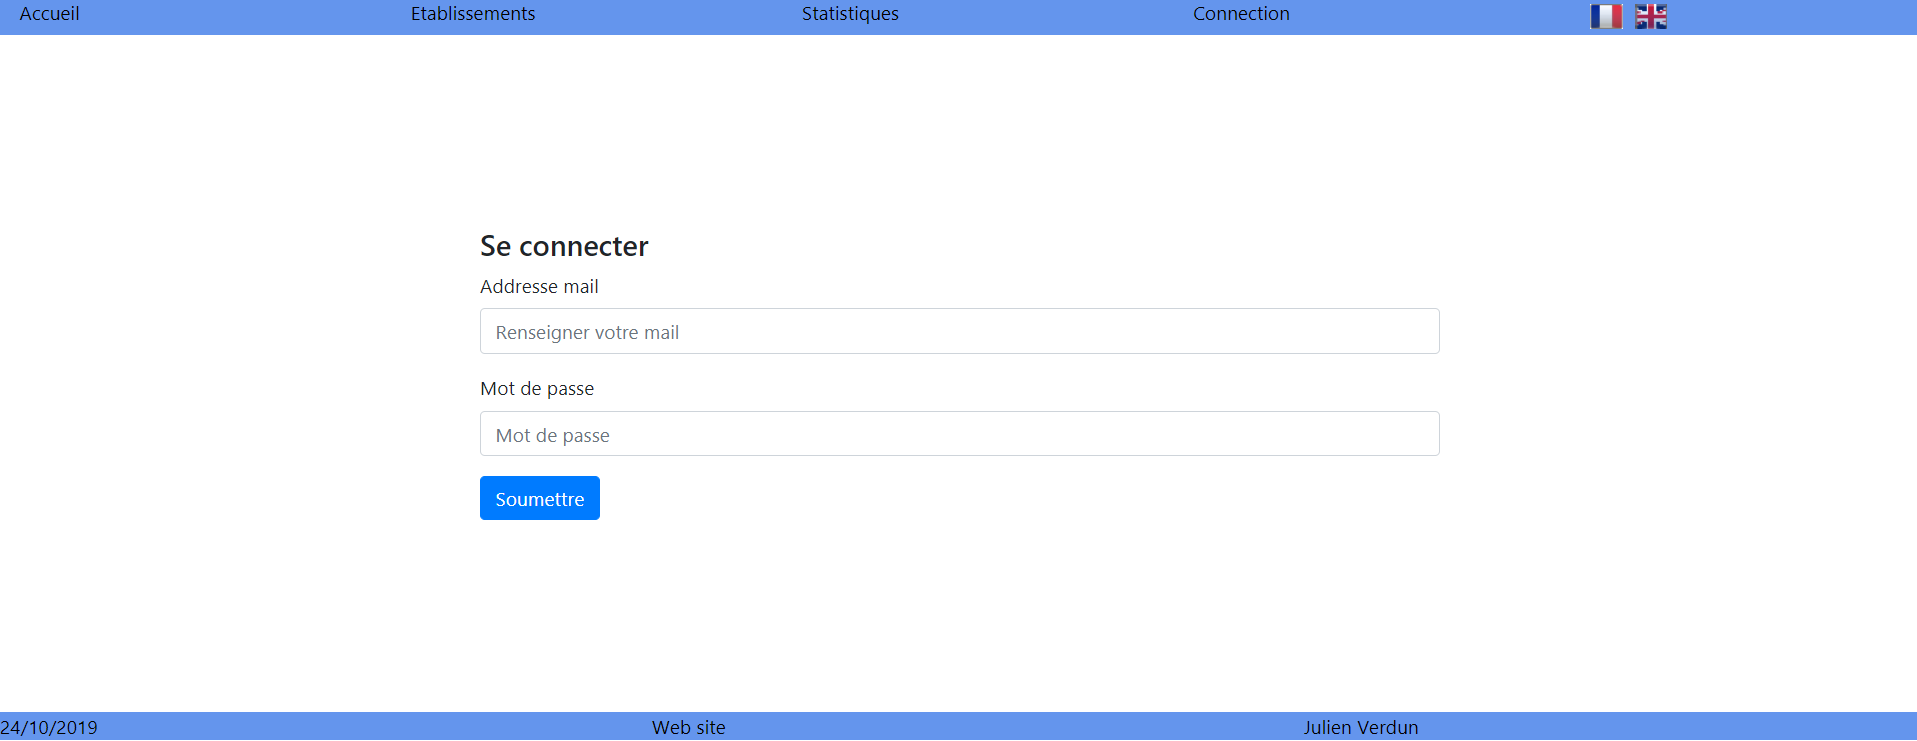 Accueil Etablissements Statistiques Connection
Se connecter
Addresse mail
Renseigner votre mail
Mot de passe
Mot de passe
Soumettre
24/10/2019 Web site Julien Verdun